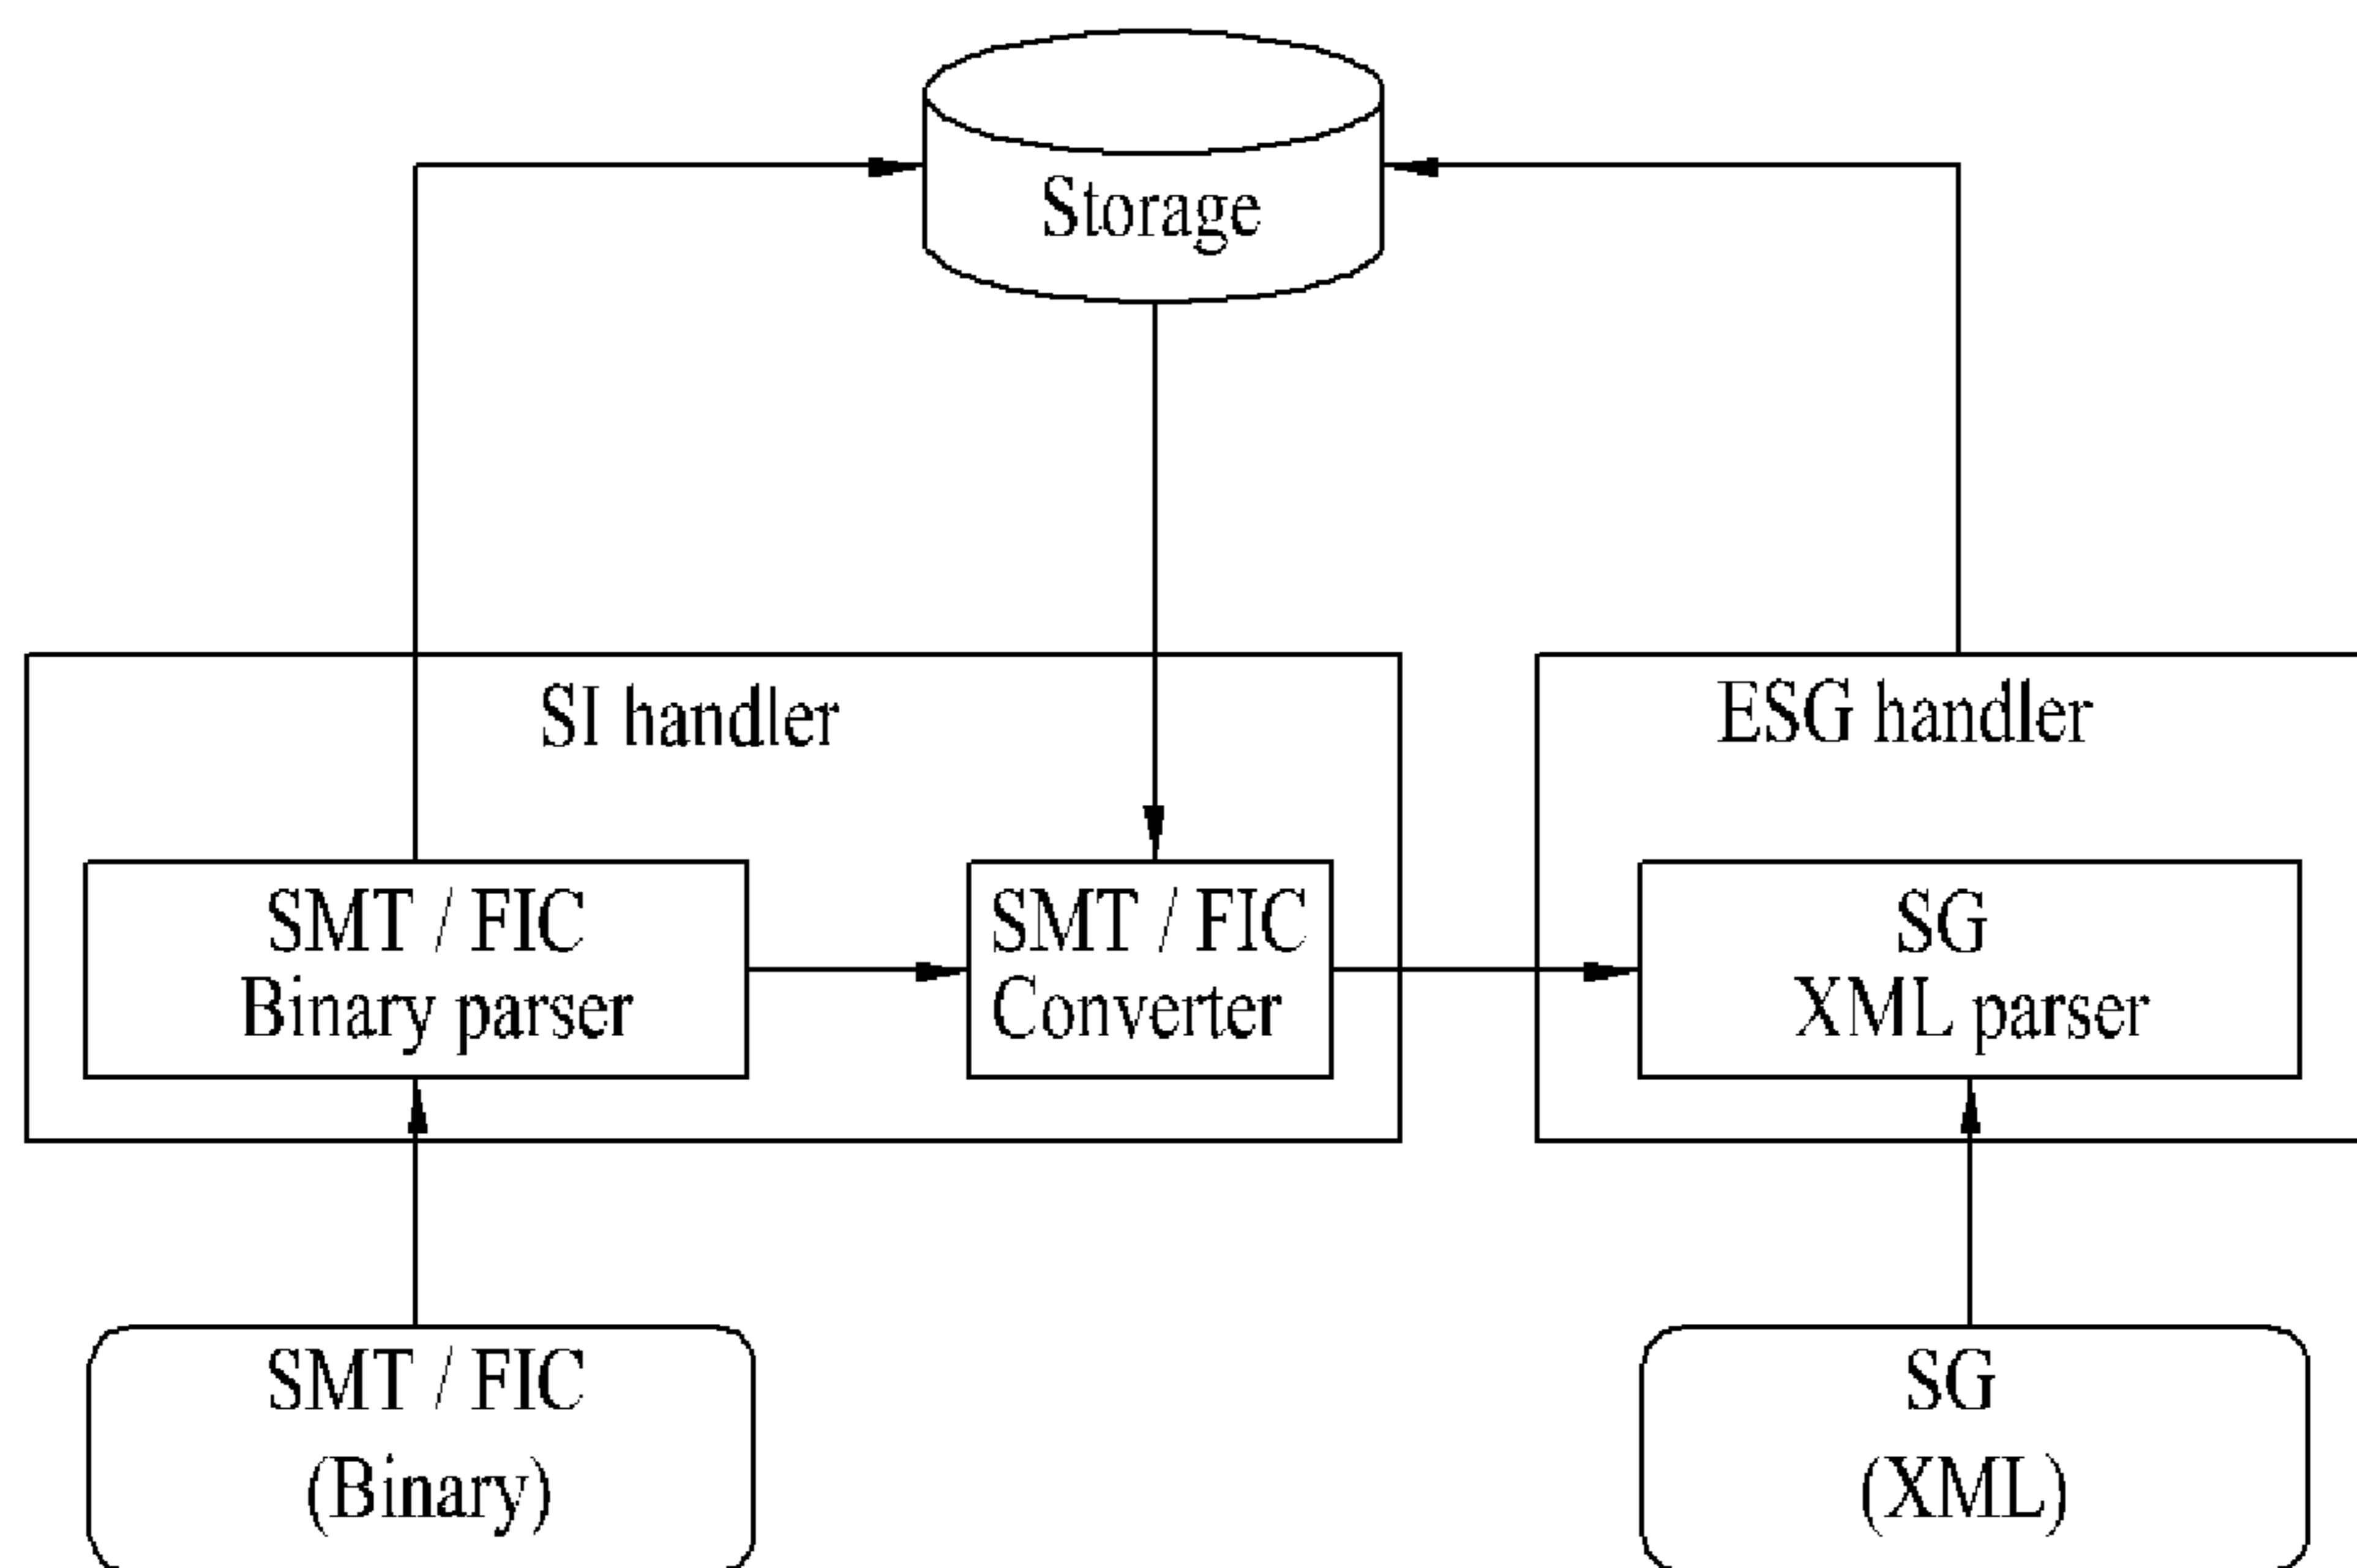 Storage
SI handler
ESG handler
SMT / FIC
Binary parser
SMT / FIC
Converter
SG
XML parser
SMT / FIC
(Binary)
SG
(XML)